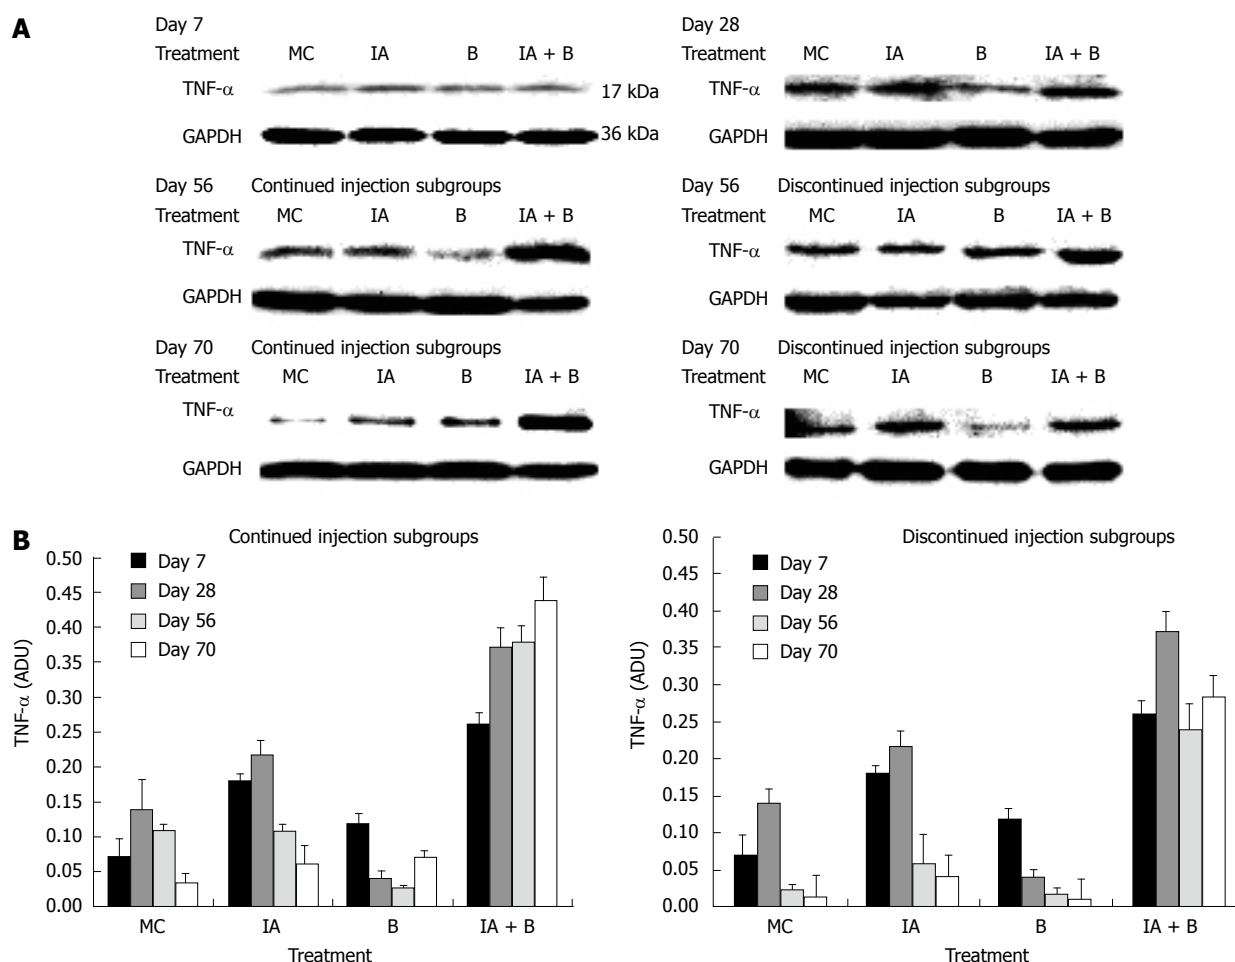 A
Day 7
Treatment MC IA B IA + B
TNF-α 17 kDa
GAPDH 36 kDa
Day 28
Treatment MC IA B IA + B
TNF-α
GAPDH
Day 56 Continued injection subgroups
Treatment MC IA B IA + B
TNF-α
GAPDH
Day 56 Discontinued injection subgroups
Treatment MC IA B IA + B
TNF-α
GAPDH
Day 70 Continued injection subgroups
Treatment MC IA B IA + B
TNF-α
GAPDH
Day 70 Discontinued injection subgroups
Treatment MC IA B IA + B
TNF-α
GAPDH
B
Continued injection subgroups
Day 7
Day 28
Day 56
Day 70
TNF-α (ADU)
0.50
0.45
0.40
0.35
0.30
0.25
0.20
0.15
0.10
0.05
0.00
MC IA B IA + B
Treatment
Discontinued injection subgroups
Day 7
Day 28
Day 56
Day 70
TNF-α (ADU)
0.50
0.45
0.40
0.35
0.30
0.25
0.20
0.15
0.10
0.05
0.00
MC IA B IA + B
Treatment